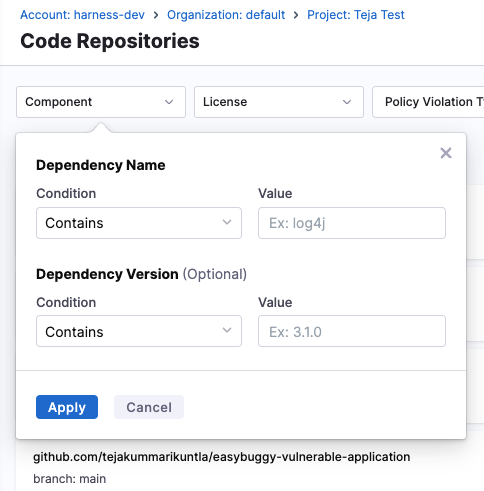 Account: harness-dev > Organization: default > Project: Teja Test
Code Repositories
Component License Policy Violation T
Dependency Name
Condition Value
Contains Ex: log4j
Dependency Version (Optional)
Condition Value
Contains Ex: 3.1.0
Apply Cancel
github.com/tejakummarikuntla/easybuggy-vulnerable-application
branch: main